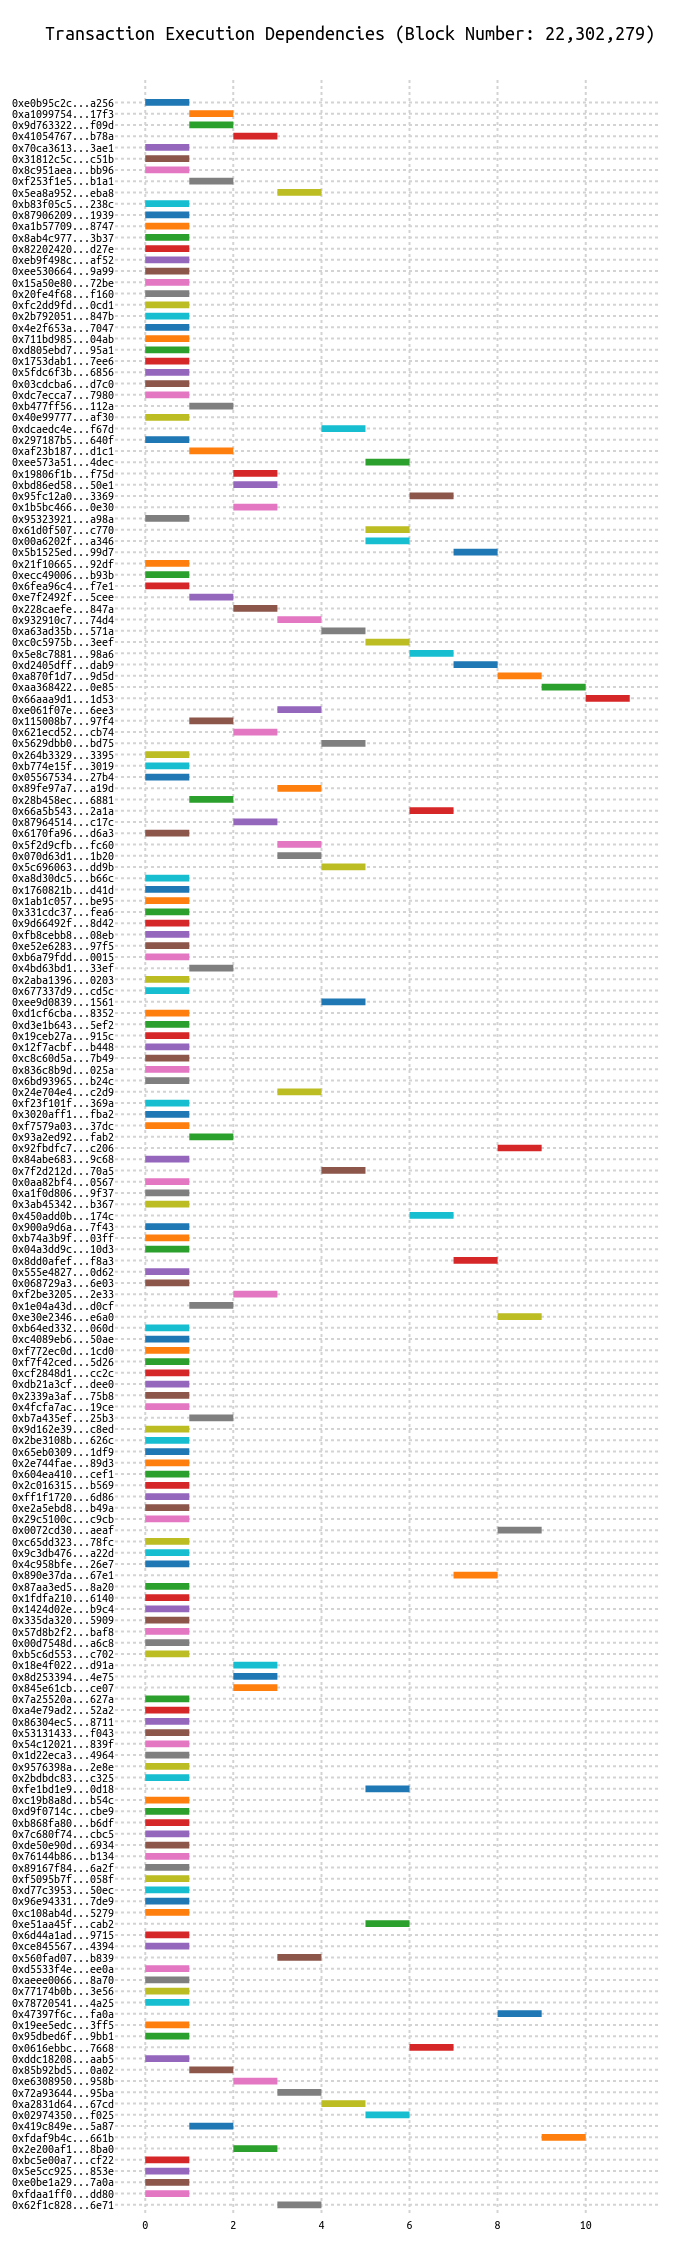 Transaction Execution Dependencies (Block Number: 22,302,279)
0xe0b95c2c...a256
0xa1099754...17f3
0x9d763322...f09d
0x41054767...b78a
0x70ca3613...3ae1
0x31812c5c...c51b
0x8c951aea...bb96
0xf253f1e5...b1a1
0x5ea8a952...eba8
0xb83f05c5...238c
0x87906209...1939
0xa1b57709...8747
0x8ab4c977...3b37
0x82202420...d27e
0xeb9f498c...af52
0xee530664...9a99
0x15a50e80...72be
0x20fe4f68...f160
0xfc2dd9fd...0cd1
0x2b792051...847b
0x4e2f653a...7047
0x711bd985...04ab
0xd805ebd7...95a1
0x1753dab1...7ee6
0x5fdc6f3b...6856
0x03cdcba6...d7c0
0xdc7ecca7...7980
0xb477ff56...112a
0x40e99777...af30
0xdcaedc4e...f67d
0x297187b5...640f
0xaf23b187...d1c1
0xee573a51...4dec
0x19806f1b...f75d
0xbd86ed58...50e1
0x95fc12a0...3369
0x1b5bc466...0e30
0x95323921...a98a
0x61d0f507...c770
0x00a6202f...a346
0x5b1525ed...99d7
0x21f10665...92df
0xecc49006...b93b
0x6fea96c4...f7e1
0xe7f2492f...5cee
0x228caefe...847a
0x932910c7...74d4
0xa63ad35b...571a
0xc0c5975b...3eef
0x5e8c7881...98a6
0xd2405dff...dab9
0xa870f1d7...9d5d
0xaa368422...0e85
0x66aaa9d1...1d53
0xe061f07e...6ee3
0x115008b7...97f4
0x621ecd52...cb74
0x5629dbb0...bd75
0x264b3329...3395
0xb774e15f...3019
0x05567534...27b4
0x89fe97a7...a19d
0x28b458ec...6881
0x66a5b543...2a1a
0x87964514...c17c
0x6170fa96...d6a3
0x5f2d9cfb...fc60
0x070d63d1...1b20
0x5c696063...dd9b
0xa8d30dc5...b66c
0x1760821b...d41d
0x1ab1c057...be95
0x331cdc37...fea6
0x9d66492f...8d42
0xfb8cebb8...08eb
0xe52e6283...97f5
0xb6a79fdd...0015
0x4bd63bd1...33ef
0x2aba1396...0203
0x677337d9...cd5c
0xee9d0839...1561
0xd1cf6cba...8352
0xd3e1b643...5ef2
0x19ceb27a...915c
0x12f7acbf...b448
0xc8c60d5a...7b49
0x836c8b9d...025a
0x6bd93965...b24c
0x24e704e4...c2d9
0xf23f101f...369a
0x3020aff1...fba2
0xf7579a03...37dc
0x93a2ed92...fab2
0x92fbdfc7...c206
0x84abe683...9c68
0x7f2d212d...70a5
0x0aa82bf4...0567
0xa1f0d806...9f37
0x3ab45342...b367
0x450add0b...174c
0x900a9d6a...7f43
0xb74a3b9f...03ff
0x04a3dd9c...10d3
0x8dd0afef...f8a3
0x555e4827...0d62
0x068729a3...6e03
0xf2be3205...2e33
0x1e04a43d...d0cf
0xe30e2346...e6a0
0xb64ed332...060d
0xc4089eb6...50ae
0xf772ec0d...1cd0
0xf7f42ced...5d26
0xcf2848d1...cc2c
0xdb21a3cf...dee0
0x2339a3af...75b8
0x4fcfa7ac...19ce
0xb7a435ef...25b3
0x9d162e39...c8ed
0x2be3108b...626c
0x65eb0309...1df9
0x2e744fae...89d3
0x604ea410...cef1
0x2c016315...b569
0xff1f1720...6d86
0xe2a5ebd8...b49a
0x29c5100c...c9cb
0x0072cd30...aeaf
0xc65dd323...78fc
0x9c3db476...a22d
0x4c958bfe...26e7
0x890e37da...67e1
0x87aa3ed5...8a20
0x1fdfa210...6140
0x1424d02e...b9c4
0x335da320...5909
0x57d8b2f2...baf8
0x00d7548d...a6c8
0xb5c6d553...c702
0x18e4f022...d91a
0x8d253394...4e75
0x845e61cb...ce07
0x7a25520a...627a
0xa4e79ad2...52a2
0x86304ec5...8711
0x53131433...f043
0x54c12021...839f
0x1d22eca3...4964
0x9576398a...2e8e
0x2bdbdc83...c325
0xfe1bd1e9...0d18
0xc19b8a8d...b54c
0xd9f0714c...cbe9
0xb868fa80...b6df
0x7c680f74...cbc5
0xde50e90d...6934
0x76144b86...b134
0x89167f84...6a2f
0xf5095b7f...058f
0xd77c3953...50ec
0x96e94331...7de9
0xc108ab4d...5279
0xe51aa45f...cab2
0x6d44a1ad...9715
0xce845567...4394
0x560fad07...b839
0xd5533f4e...ee0a
0xaeee0066...8a70
0x77174b0b...3e56
0x78720541...4a25
0x47397f6c...fa0a
0x19ee5edc...3ff5
0x95dbed6f...9bb1
0x0616ebbc...7668
0xddc18208...aab5
0x85b92bd5...0a02
0xe6308950...958b
0x72a93644...95ba
0xa2831d64...67cd
0x02974350...f025
0x419c849e...5a87
0xfdaf9b4c...661b
0x2e200af1...8ba0
0xbc5e00a7...cf22
0x5e5cc925...853e
0xe0be1a29...7a0a
0xfdaa1ff0...dd80
0x62f1c828...6e71
0 2 4 6 8 10